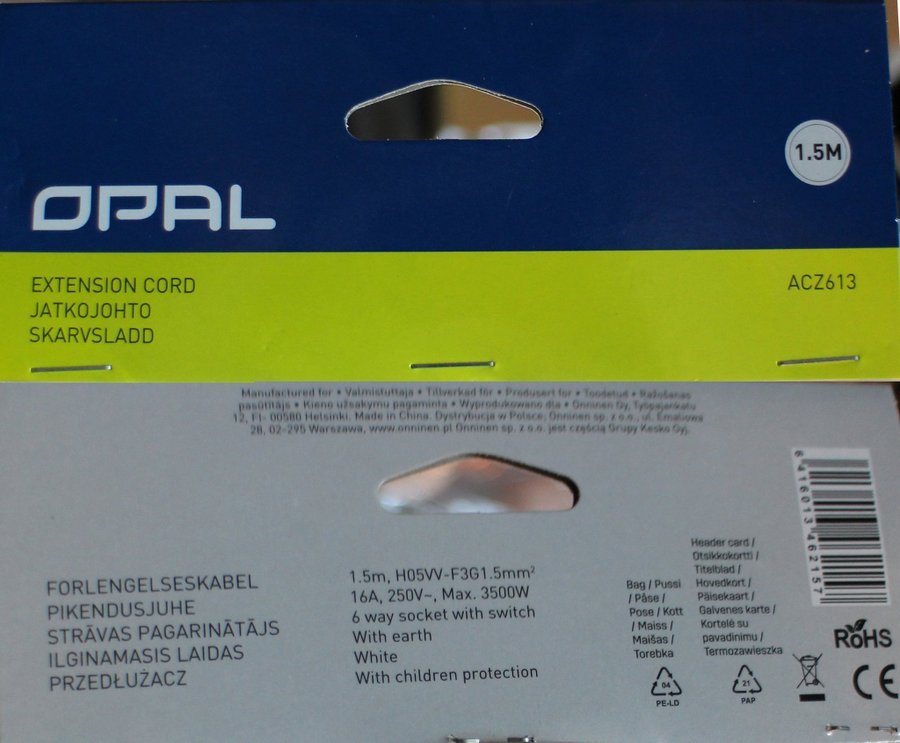 1.5M
OPAL
EXTENSION CORD
JATKOJOHTO
SKARVSLADD
ACZ613
Manufactured for • Valmistuttaja • Tillverkad för • Produsert for • Toodetud • Ražošanas
pasūtītājs • Kieno užsakymu pagaminta • Wyprodukowano dla • Onninen Oy, Työpajankatu
12, FI- 00580 Helsinki. Made in China. Dystrybucja w Polsce: Onninen sp. z o.o., ul. Emaliowa
28, 02-295 Warszawa, www.onninen.pl Onninen sp. z o.o. jest częścią Grupy Kesko Oyj.
FORLENGELSESKABEL
PIKENDUSJUHE
STRĀVAS PAGARINĀTĀJS
ILGINAMASIS LAIDAS
PRZEDŁUŻACZ
1.5m, H05VV-F3G1.5mm²
16A, 250V~, Max. 3500W
6 way socket with switch
With earth
White
With children protection
Bag / Pussi
/ Påse /
Pose / Kott
/ Maiss /
Maišas /
Torebka
04
PE-LD
Header card /
Otsikkokortti /
Titelblad /
Hovedkort /
Päisekaart /
Galvenes karte /
Kortelė su
pavadinimu /
Termozawieszka
21
PAP
6 416013 462157
RoHS
CE